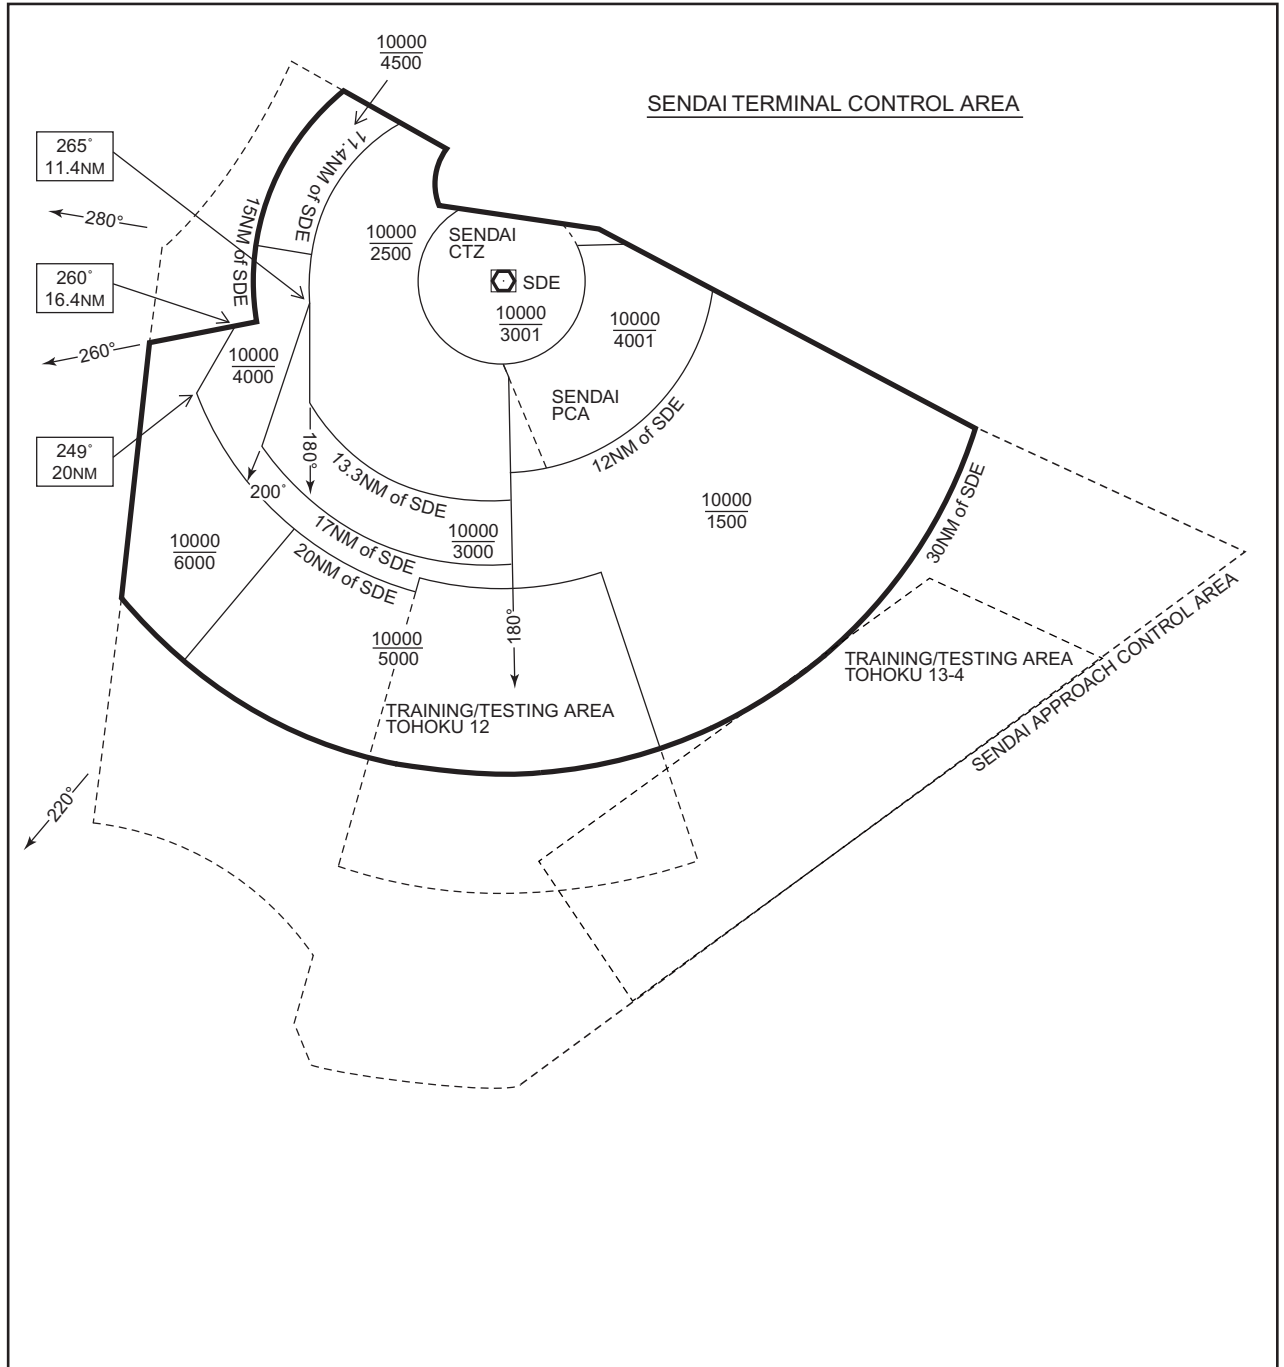 10000
4500
SENDAI TERMINAL CONTROL AREA
265°
11.4NM
11.4NM of SDE
280°
15NM of SDE
10000
2500
SENDAI
CTZ
SDE
260°
16.4NM
10000
3001
10000
4001
260°
10000
4000
SENDAI
PCA
249°
20NM
12NM of SDE
180°
13.3NM of SDE
200°
10000
1500
30NM of SDE
17NM of SDE
10000
3000
10000
6000
20NM of SDE
10000
5000
180°
TRAINING/TESTING AREA
TOHOKU 13-4
SENDAI APPROACH CONTROL AREA
TRAINING/TESTING AREA
TOHOKU 12
220°